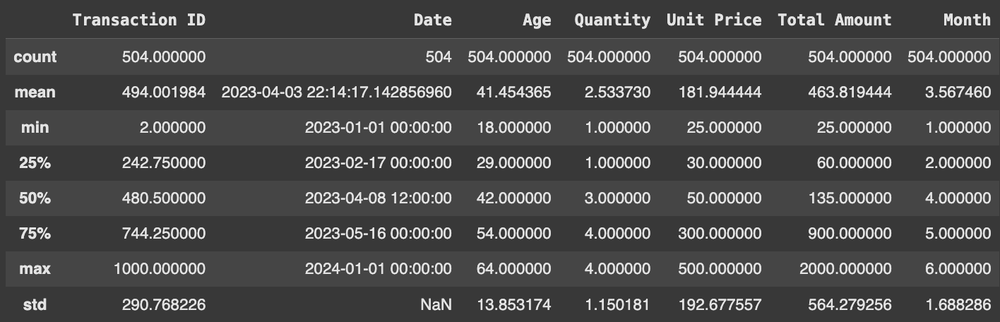 Transaction ID Date Age Quantity Unit Price Total Amount Month
count 504.000000 504 504.000000 504.000000 504.000000 504.000000 504.000000
mean 494.001984 2023-04-03 22:14:17.142856960 41.454365 2.533730 181.944444 463.819444 3.567460
min 2.000000 2023-01-01 00:00:00 18.000000 1.000000 25.000000 25.000000 1.000000
25% 242.750000 2023-02-17 00:00:00 29.000000 1.000000 30.000000 60.000000 2.000000
50% 480.500000 2023-04-08 12:00:00 42.000000 3.000000 50.000000 135.000000 4.000000
75% 744.250000 2023-05-16 00:00:00 54.000000 4.000000 300.000000 900.000000 5.000000
max 1000.000000 2024-01-01 00:00:00 64.000000 4.000000 500.000000 2000.000000 6.000000
std 290.768226 NaN 13.853174 1.150181 192.677557 564.279256 1.688286